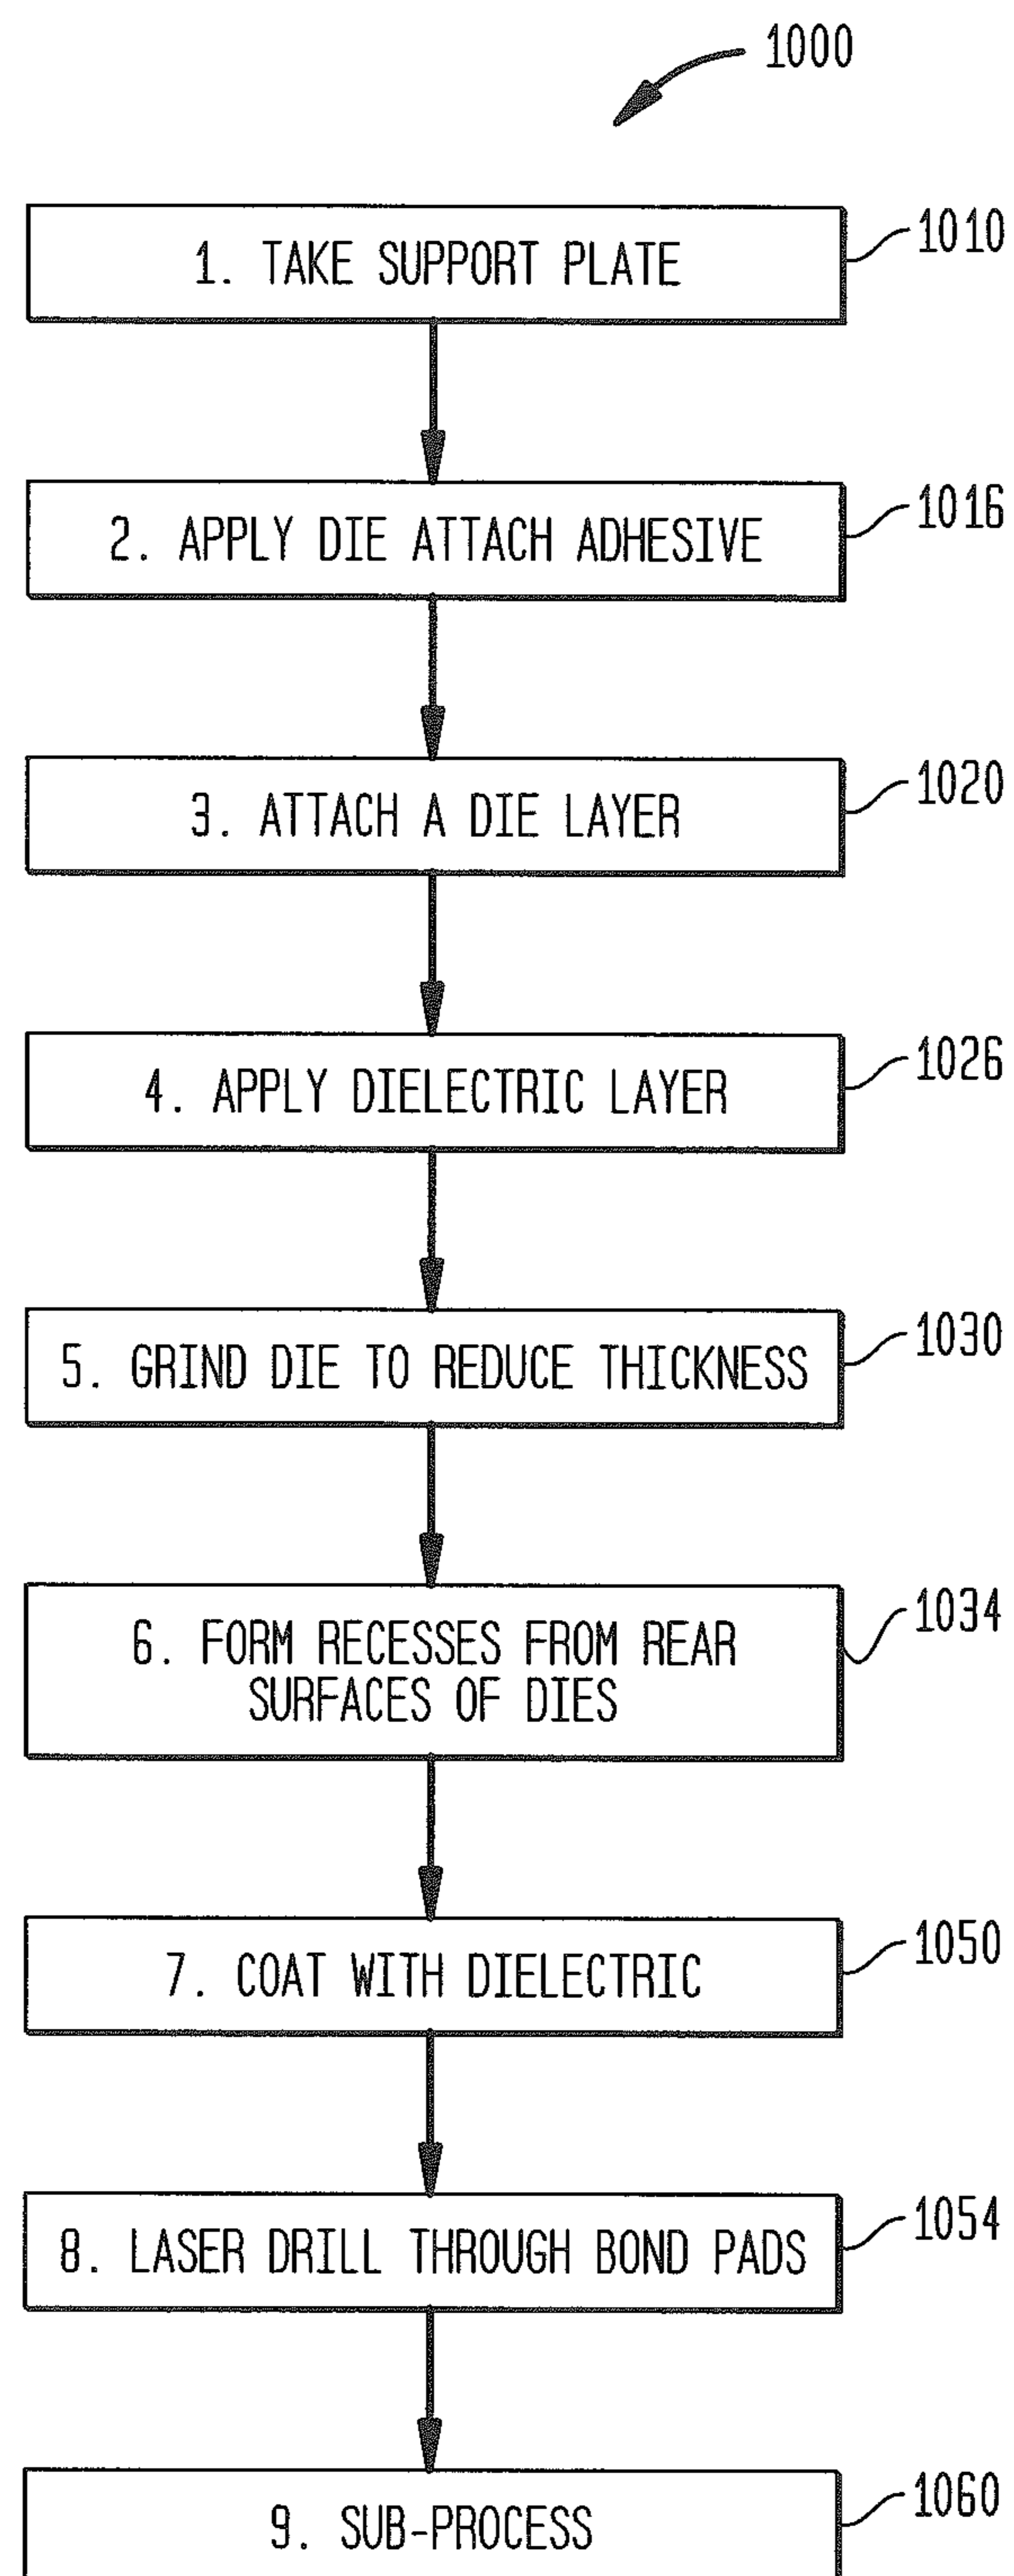 1000
1. TAKE SUPPORT PLATE
1010
2. APPLY DIE ATTACH ADHESIVE
1016
3. ATTACH A DIE LAYER
1020
4. APPLY DIELECTRIC LAYER
1026
5. GRIND DIE TO REDUCE THICKNESS
1030
6. FORM RECESSES FROM REAR
SURFACES OF DIES
1034
7. COAT WITH DIELECTRIC
1050
8. LASER DRILL THROUGH BOND PADS
1054
9. SUB-PROCESS
1060